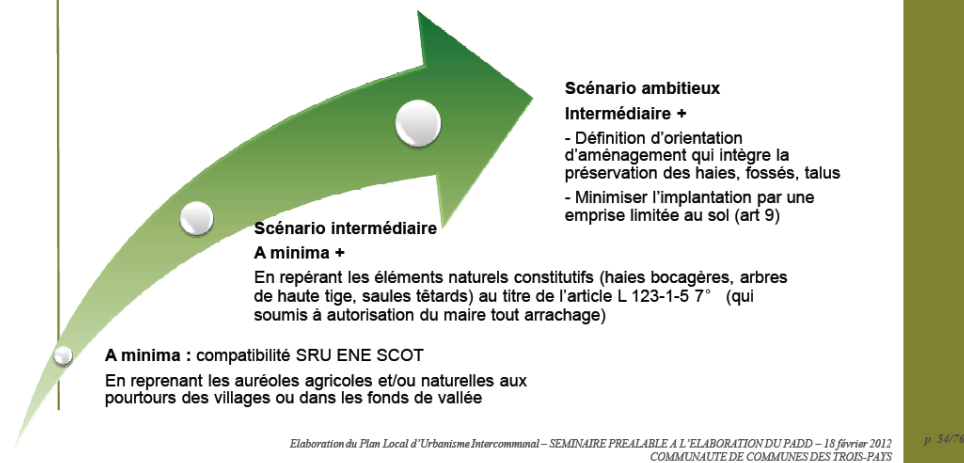 Scénario ambitieux
Intermédiaire +
- Définition d'orientation
d'aménagement qui intègre la
préservation des haies, fossés, talus
- Minimiser l'implantation par une
emprise limitée au sol (art 9)
Scénario intermédiaire
A minima +
En repérant les éléments naturels constitutifs (haies bocagères, arbres
de haute tige, saules têtards) au titre de l'article L 123-1-5 7° (qui
soumis à autorisation du maire tout arrachage)
A minima : compatibilité SRU ENE SCOT
En reprenant les auréoles agricoles et/ou naturelles aux
pourtours des villages ou dans les fonds de vallée
Elaboration du Plan Local d'Urbanisme Intercommunal – SEMINAIRE PREALABLE A L'ELABORATION DU PADD – 18 février 2012
COMMUNAUTE DE COMMUNES DES TROIS-PAYS
p 54/76